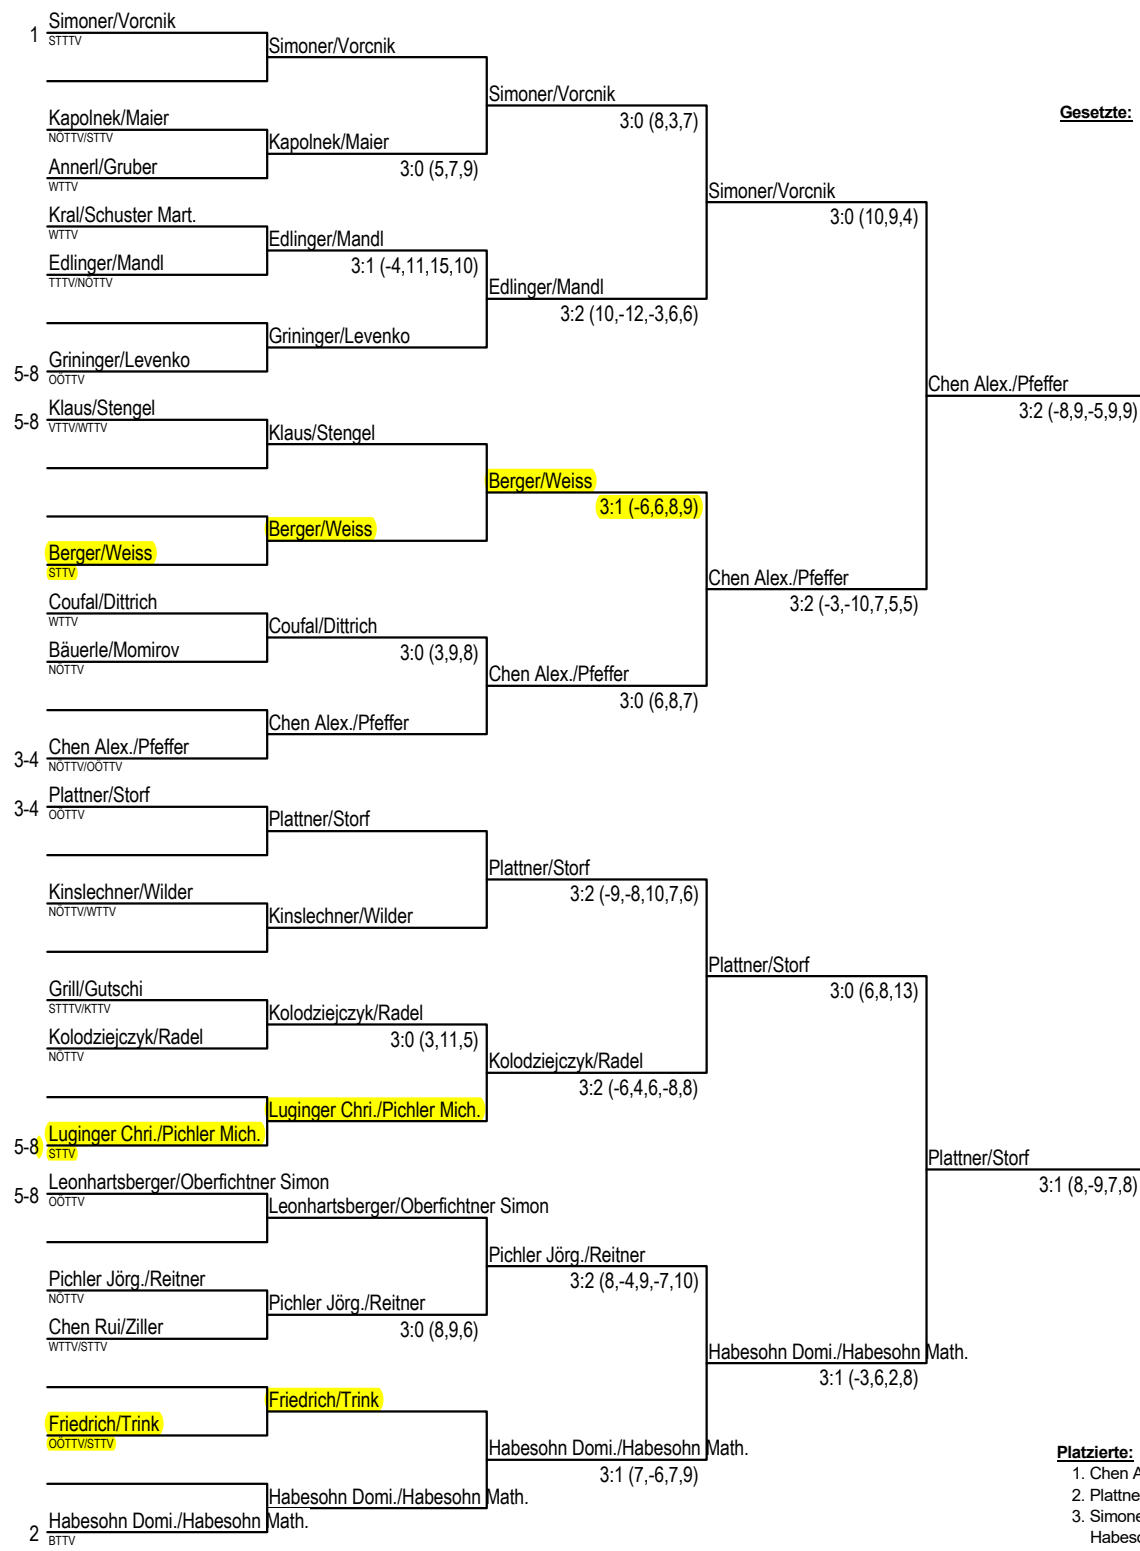 Simoner/Vorcnik
1
STTTV
Simoner/Vorcnik
Simoner/Vorcnik
3:0 (8,3,7)
Gesetzte:
Kapolnek/Maier
NÖTTV/STTV
Kapolnek/Maier
3:0 (5,7,9)
Annerl/Gruber
WTTV
Simoner/Vorcnik
3:0 (10,9,4)
Kral/Schuster Mart.
WTTV
Edlinger/Mandl
3:1 (-4,11,15,10)
Edlinger/Mandl
TTTV/NÖTTV
Edlinger/Mandl
3:2 (10,-12,-3,6,6)
Grininger/Levenko
Grininger/Levenko
5-8
OÖTTV
Chen Alex./Pfeffer
3:2 (-8,9,-5,9,9)
Klaus/Stengel
5-8
VTTV/WTTV
Klaus/Stengel
Berger/Weiss
3:1 (-6,6,8,9)
Berger/Weiss
Berger/Weiss
STTV
Chen Alex./Pfeffer
3:2 (-3,-10,7,5,5)
Coufal/Dittrich
WTTV
Coufal/Dittrich
3:0 (3,9,8)
Bäuerle/Momirov
NÖTTV
Chen Alex./Pfeffer
3:0 (6,8,7)
Chen Alex./Pfeffer
Chen Alex./Pfeffer
3-4
NÖTTV/OÖTTV
Plattner/Storf
3-4
OÖTTV
Plattner/Storf
Plattner/Storf
3:2 (-9,-8,10,7,6)
Kinslechner/Wilder
NÖTTV/WTTV
Kinslechner/Wilder
Plattner/Storf
3:0 (6,8,13)
Grill/Gutschi
STTTV/KTTV
Kolodziejczyk/Radel
3:0 (3,11,5)
Kolodziejczyk/Radel
NÖTTV
Kolodziejczyk/Radel
3:2 (-6,4,6,-8,8)
Luginger Chri./Pichler Mich.
Luginger Chri./Pichler Mich.
5-8
STTV
Plattner/Storf
3:1 (8,-9,7,8)
Leonhartsberger/Oberfichtner Simon
5-8
OÖTTV
Leonhartsberger/Oberfichtner Simon
Pichler Jörg./Reitner
3:2 (8,-4,9,-7,10)
Pichler Jörg./Reitner
NÖTTV
Pichler Jörg./Reitner
3:0 (8,9,6)
Chen Rui/Ziller
WTTV/STTV
Habesohn Domi./Habesohn Math.
3:1 (-3,6,2,8)
Friedrich/Trink
Friedrich/Trink
OÖTTV/STTV
Habesohn Domi./Habesohn Math.
3:1 (7,-6,7,9)
Habesohn Domi./Habesohn Math.
Habesohn Domi./Habesohn Math.
2
BTTV
Platzierte:
1. Chen A
2. Plattne
3. Simone
Habeso